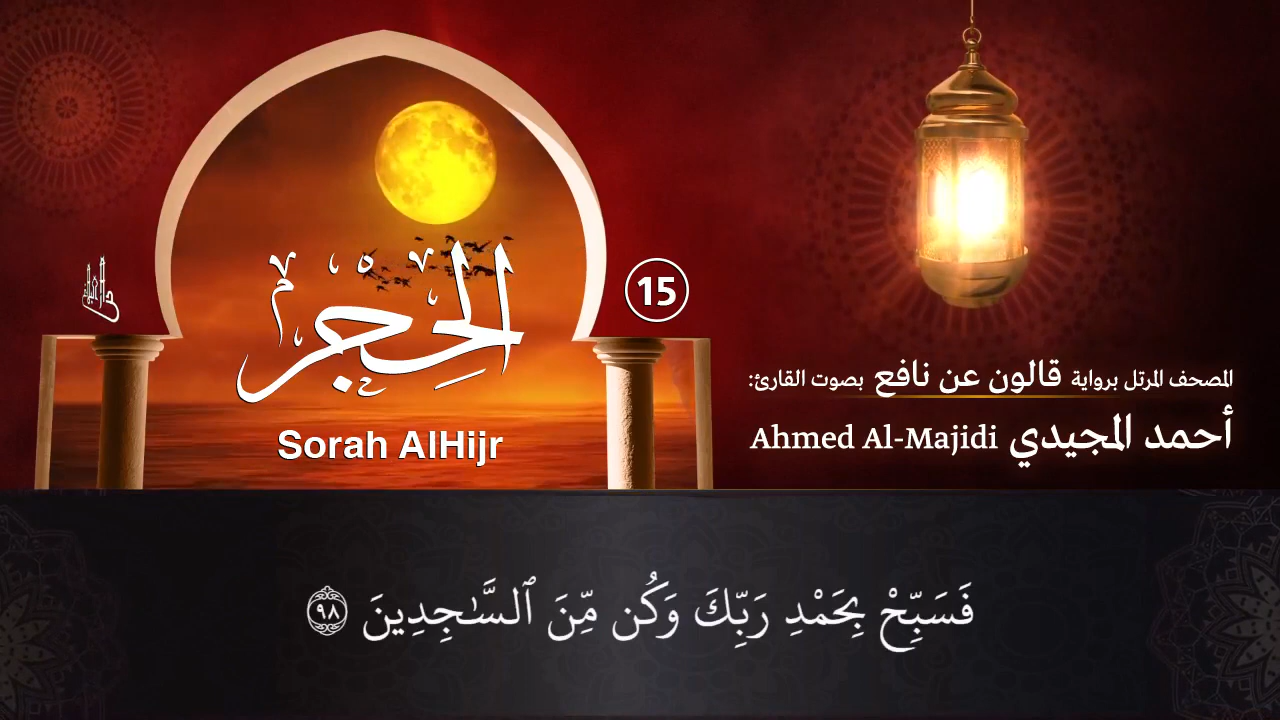 الحِجر
Sorah AlHijr
15
المصحف المرتل برواية قالون عن نافع بصوت القارئ:
أحمد المجيدي Ahmed Al-Majidi
فَسَبِّحْ بِحَمْدِ رَبِّكَ وَكُن مِّنَ ٱلسَّـٰجِدِينَ ٩٨